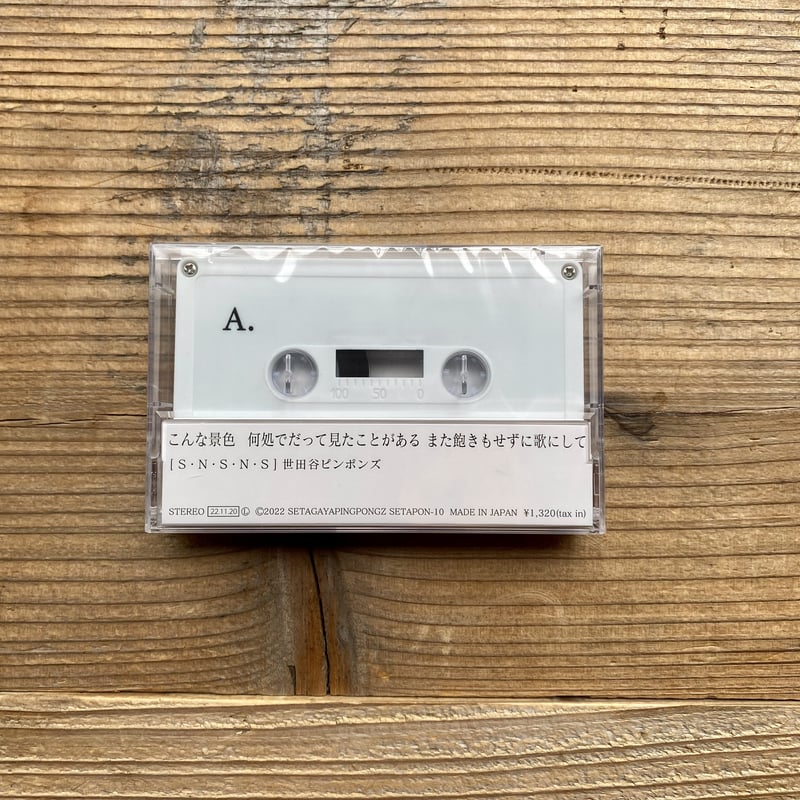 A.
100 50 0
こんな景色 何処でだって見たことがある また飽きもせずに歌にして
[S・N・S・N・S] 世田谷ピンポンズ
STEREO 22.11.20 Ⓛ ©2022 SETAGAYAPINGPONGZ SETAPON-10 MADE IN JAPAN ¥1,320(tax in)